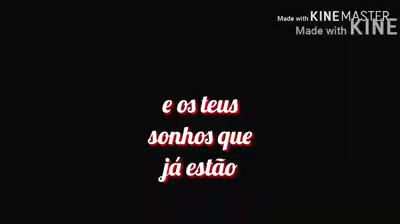 Made with KINEMASTER
Made with KINE
e os teus
sonhos que
já estão